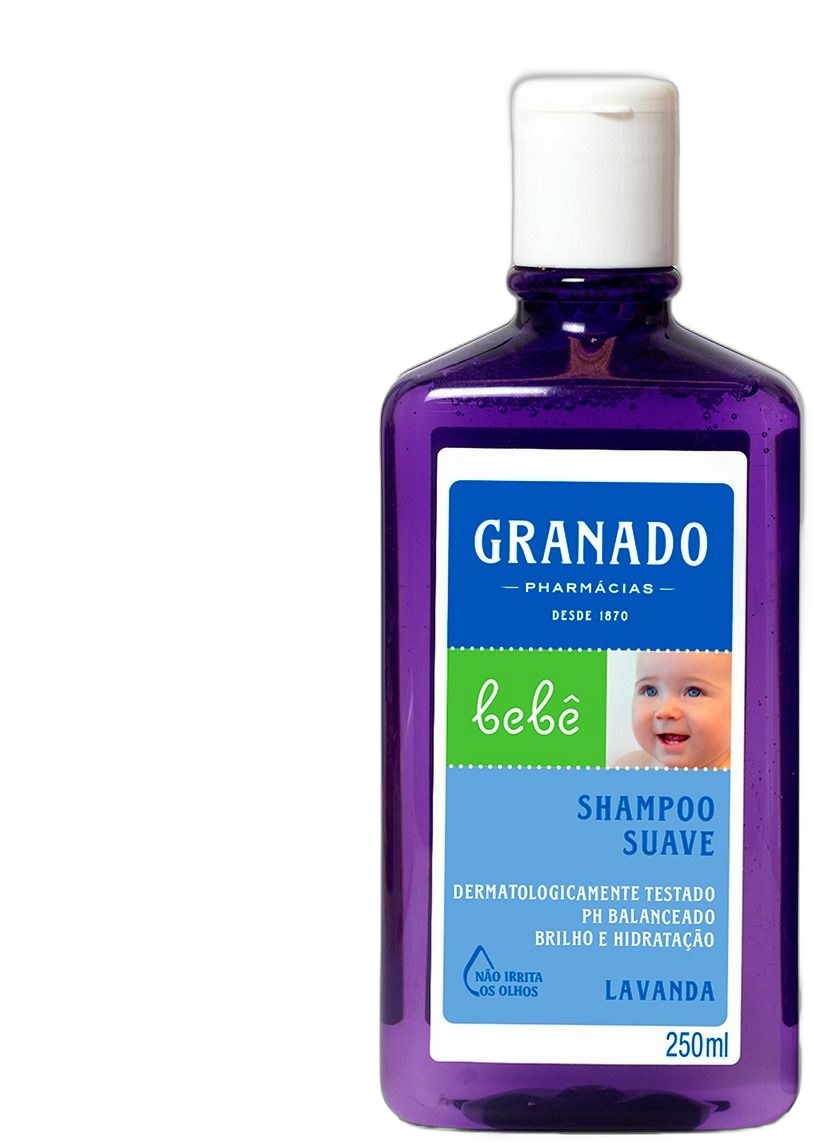 GRANADO
PHARMÁCIAS
DESDE 1870
bebê
SHAMPOO
SUAVE
DERMATOLOGICAMENTE TESTADO
PH BALANCEADO
BRILHO E HIDRATAÇÃO
NÃO IRRITA
OS OLHOS
LAVANDA
250ml